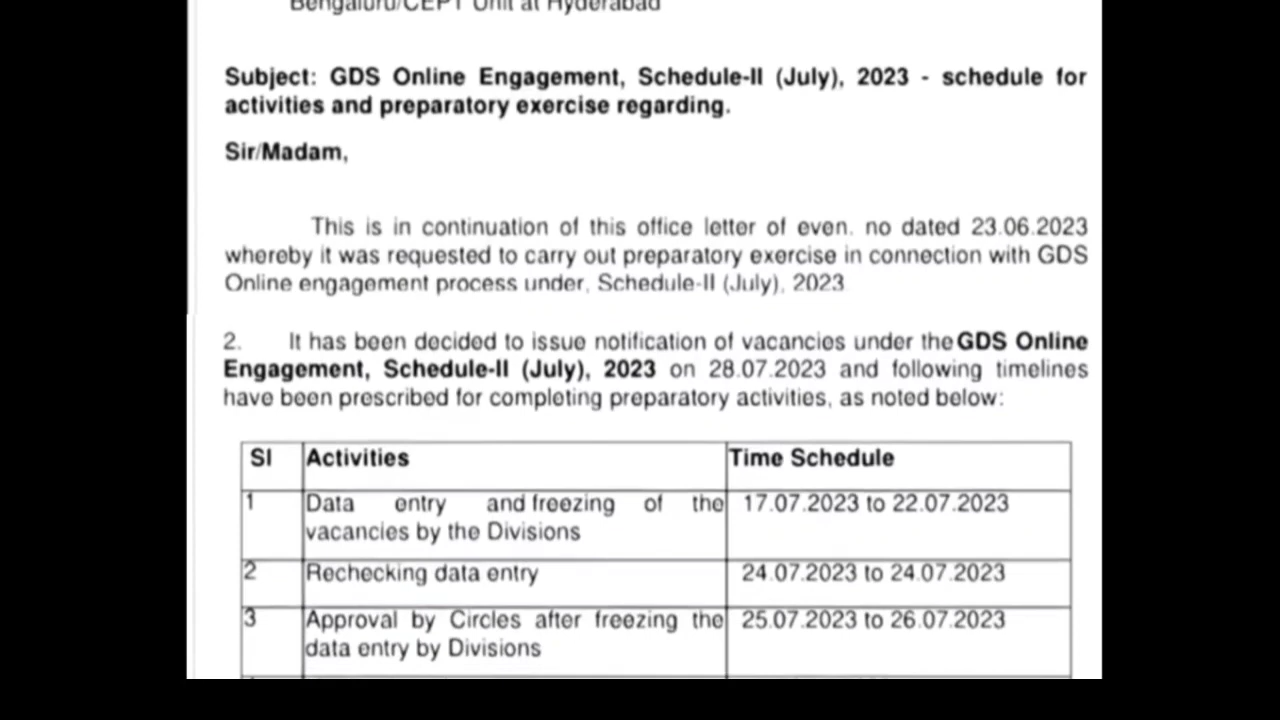 Bengaluru/CEPT Unit at Hyderabad
Subject: GDS Online Engagement, Schedule-II (July), 2023 - schedule for
activities and preparatory exercise regarding.
Sir/Madam,
This is in continuation of this office letter of even. no dated 23.06.2023
whereby it was requested to carry out preparatory exercise in connection with GDS
Online engagement process under, Schedule-II (July), 2023
2. It has been decided to issue notification of vacancies under the GDS Online
Engagement, Schedule-II (July), 2023 on 28.07.2023 and following timelines
have been prescribed for completing preparatory activities, as noted below:
Sl Activities Time Schedule
1 Data entry and freezing of the 17.07.2023 to 22.07.2023
vacancies by the Divisions
2 Rechecking data entry 24.07.2023 to 24.07.2023
3 Approval by Circles after freezing the 25.07.2023 to 26.07.2023
data entry by Divisions